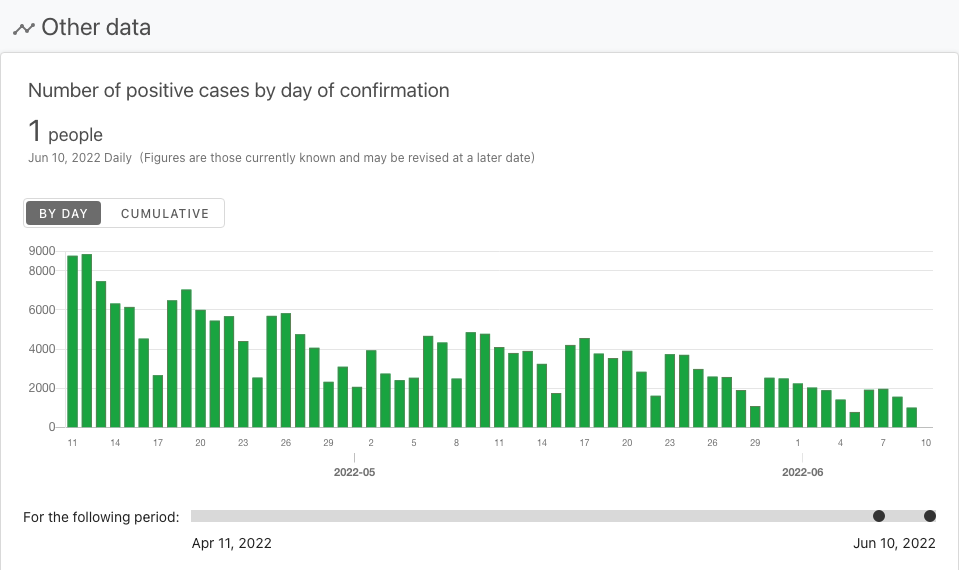 Other data
Number of positive cases by day of confirmation
1 people
Jun 10, 2022 Daily (Figures are those currently known and may be revised at a later date)
BY DAY CUMULATIVE
9000
8000
6000
4000
2000
0
11 14 17 20 23 26 29 2 5 8 11 14 17 20 23 26 29 1 4 7 10
2022-05 2022-06
For the following period:
Apr 11, 2022 Jun 10, 2022